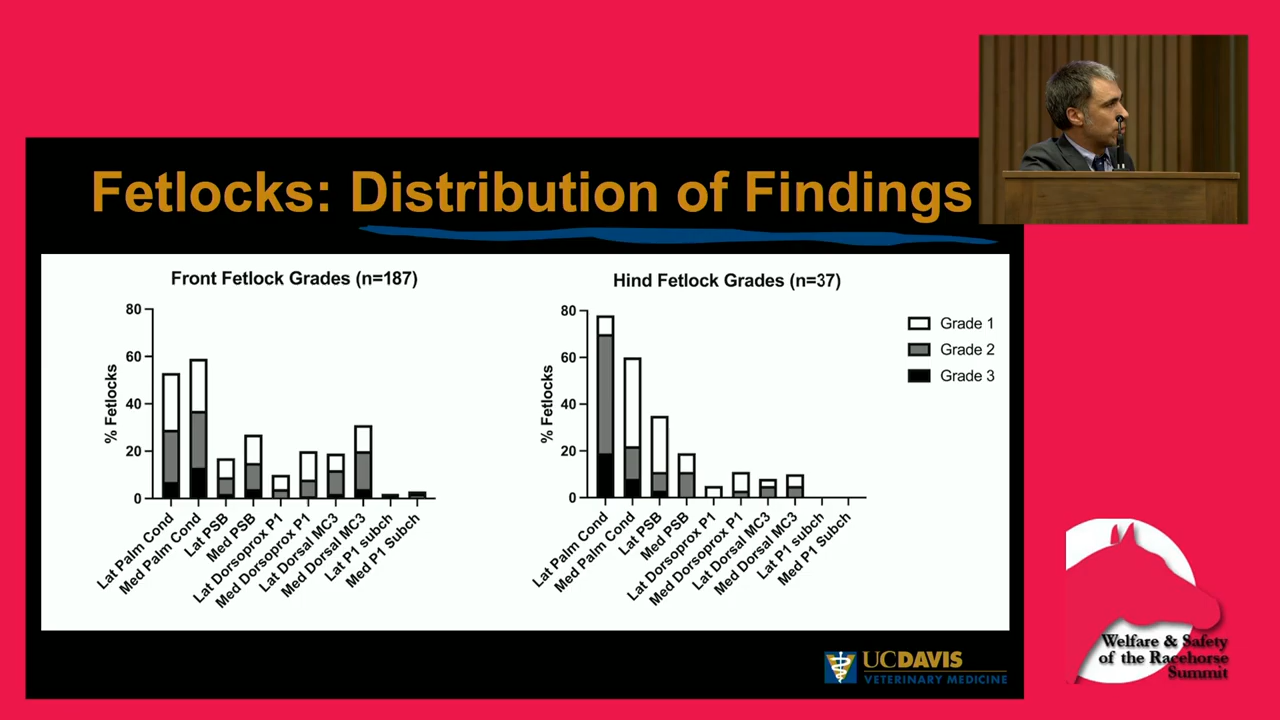 Fetlocks: Distribution of Findings
Front Fetlock Grades (n=187)
% Fetlocks
80
60
40
20
0
Lat Palm Cond
Med Palm Cond
Lat PSB
Med PSB
Lat Dorsoprox P1
Med Dorsoprox P1
Lat Dorsal MC3
Med Dorsal MC3
Lat P1 subch
Med P1 Subch
Hind Fetlock Grades (n=37)
% Fetlocks
80
60
40
20
0
Lat Palm Cond
Med Palm Cond
Lat PSB
Med PSB
Lat Dorsoprox P1
Med Dorsoprox P1
Lat Dorsal MC3
Med Dorsal MC3
Lat P1 subch
Med P1 Subch
Grade 1
Grade 2
Grade 3
UCDAVIS
VETERINARY MEDICINE
Welfare & Safety
of the Racehorse
Summit